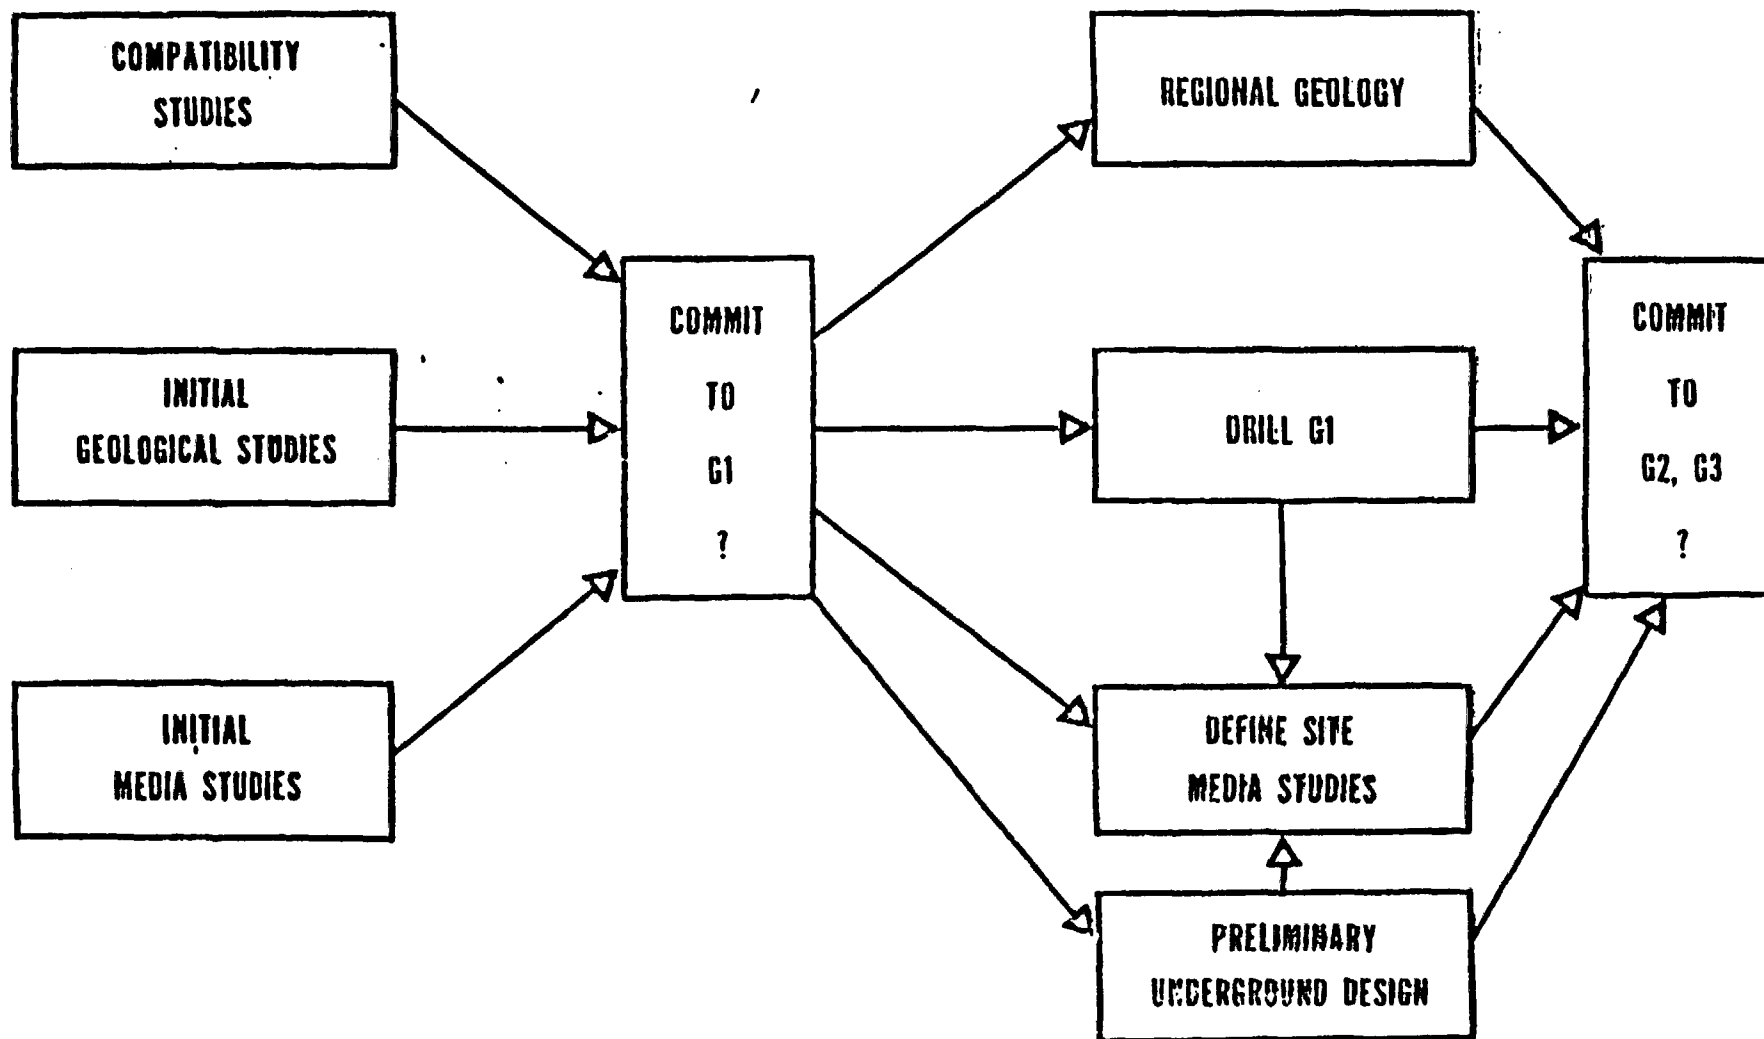 COMPATIBILITY
STUDIES
INITIAL
GEOLOGICAL STUDIES
INITIAL
MEDIA STUDIES
COMMIT
TO
G1
?
REGIONAL GEOLOGY
DRILL G1
DEFINE SITE
MEDIA STUDIES
PRELIMINARY
UNDERGROUND DESIGN
COMMIT
TO
G2, G3
?